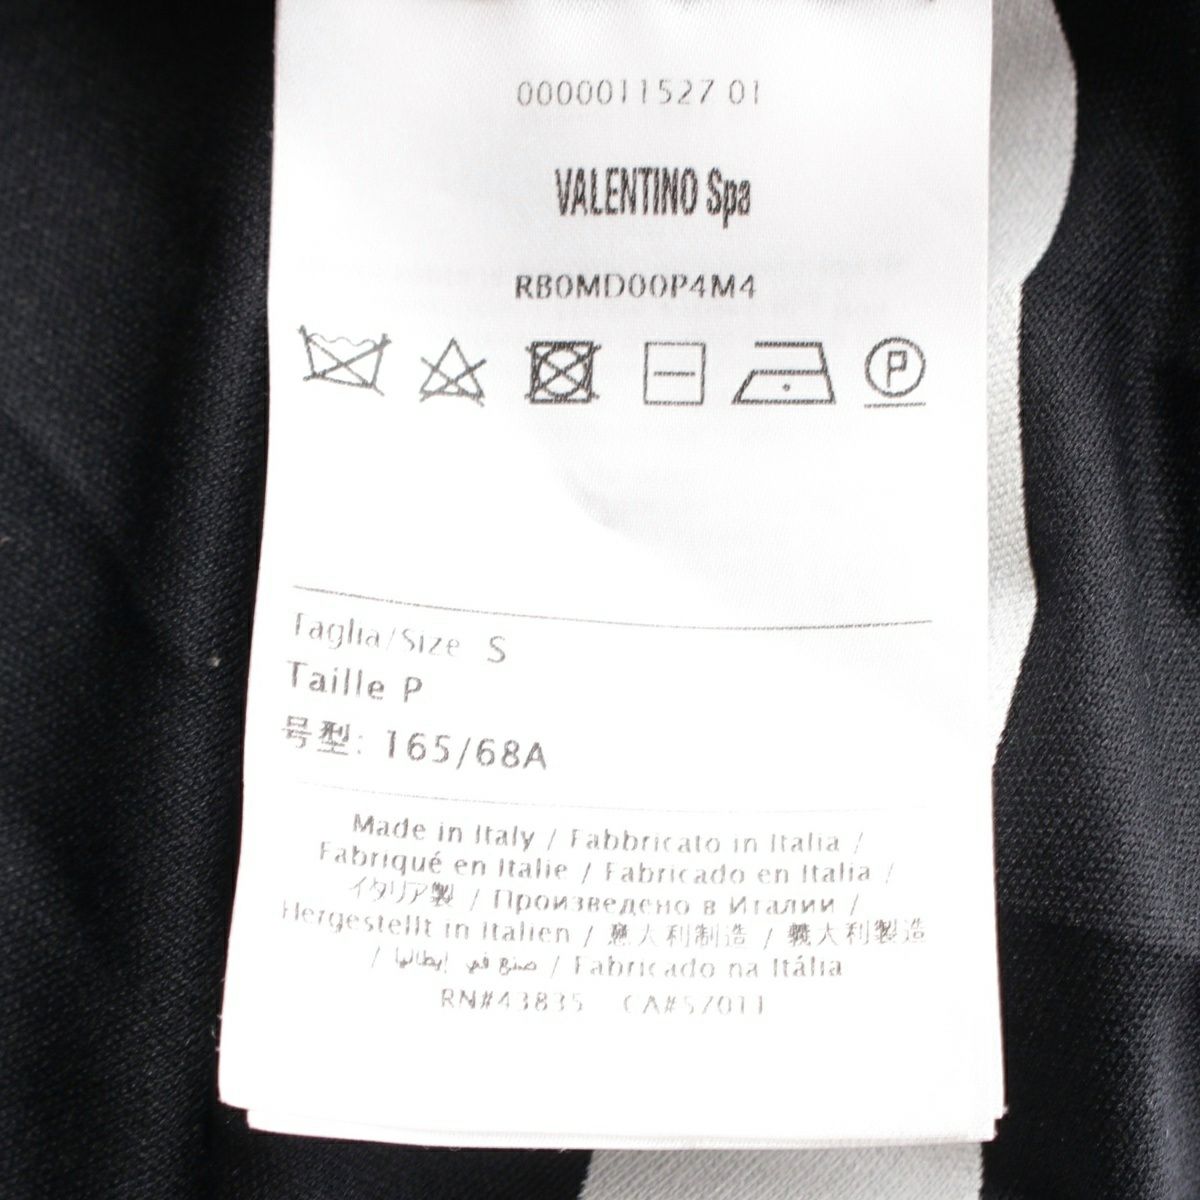 0000011527 01
VALENTINO Spa
RB0MD00P4M4
P
Taglia/Size S
Taille P
号型: 165/68A
Made in Italy / Fabbricato in Italia /
Fabriqué en Italie / Fabricado en Italia /
イタリア製 / Произведено в Италии /
Hergestellt in Italien / 意大利制造 / 義大利製造
/ صنع في إيطاليا / Fabricado na Itália
RN#43835 CA#57011